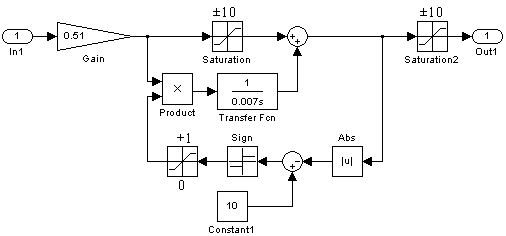 ±10
±10
1
0.51
1
In1
Gain
Saturation
Saturation2
Out1
×
1
0.007s
Product
Transfer Fcn
+1
Sign
Abs
|u|
0
10
Constant1